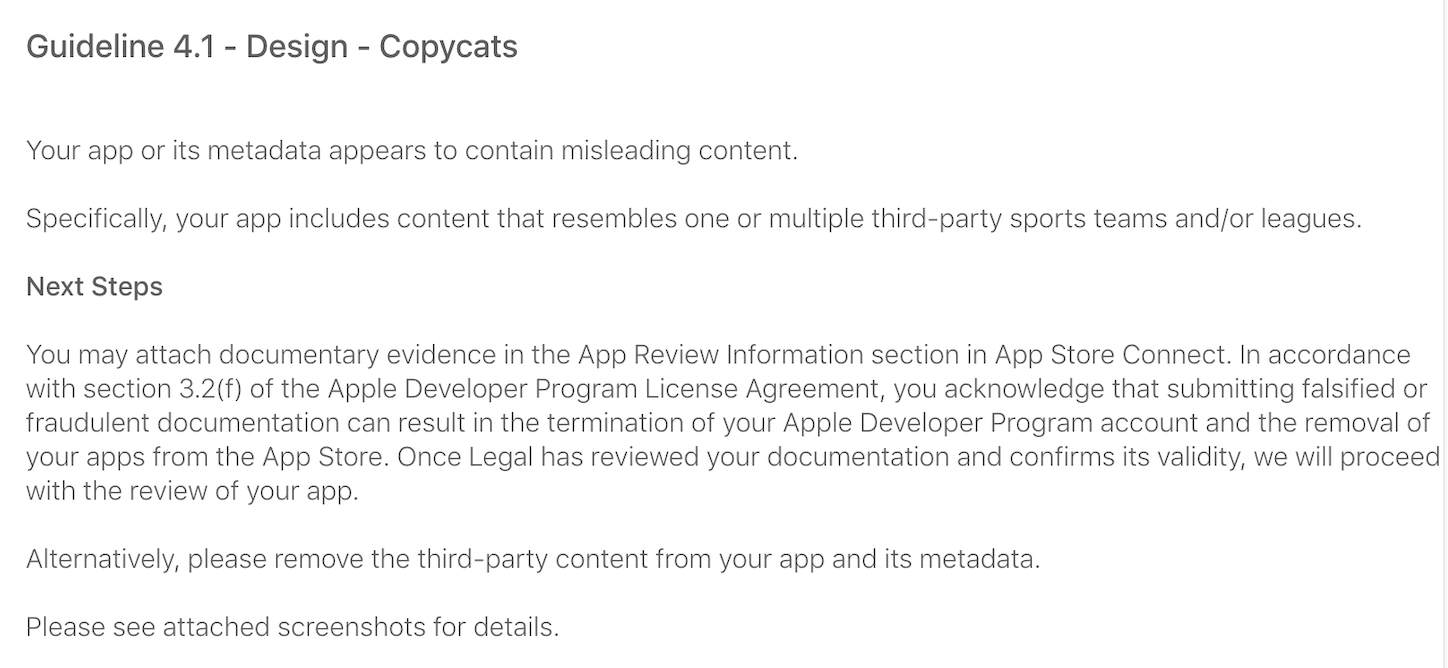 Guideline 4.1 - Design - Copycats
Your app or its metadata appears to contain misleading content.
Specifically, your app includes content that resembles one or multiple third-party sports teams and/or leagues.
Next Steps
You may attach documentary evidence in the App Review Information section in App Store Connect. In accordance
with section 3.2(f) of the Apple Developer Program License Agreement, you acknowledge that submitting falsified or
fraudulent documentation can result in the termination of your Apple Developer Program account and the removal of
your apps from the App Store. Once Legal has reviewed your documentation and confirms its validity, we will proceed
with the review of your app.
Alternatively, please remove the third-party content from your app and its metadata.
Please see attached screenshots for details.